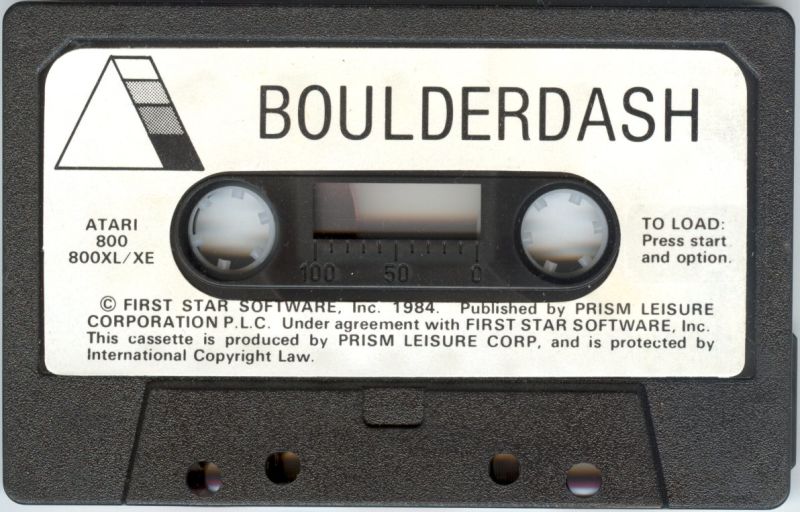 BOULDERDASH
ATARI
800
800XL/XE
TO LOAD:
Press start
and option.
100 50 0
© FIRST STAR SOFTWARE, Inc. 1984. Published by PRISM LEISURE
CORPORATION P.L.C. Under agreement with FIRST STAR SOFTWARE, Inc.
This cassette is produced by PRISM LEISURE CORP, and is protected by
International Copyright Law.